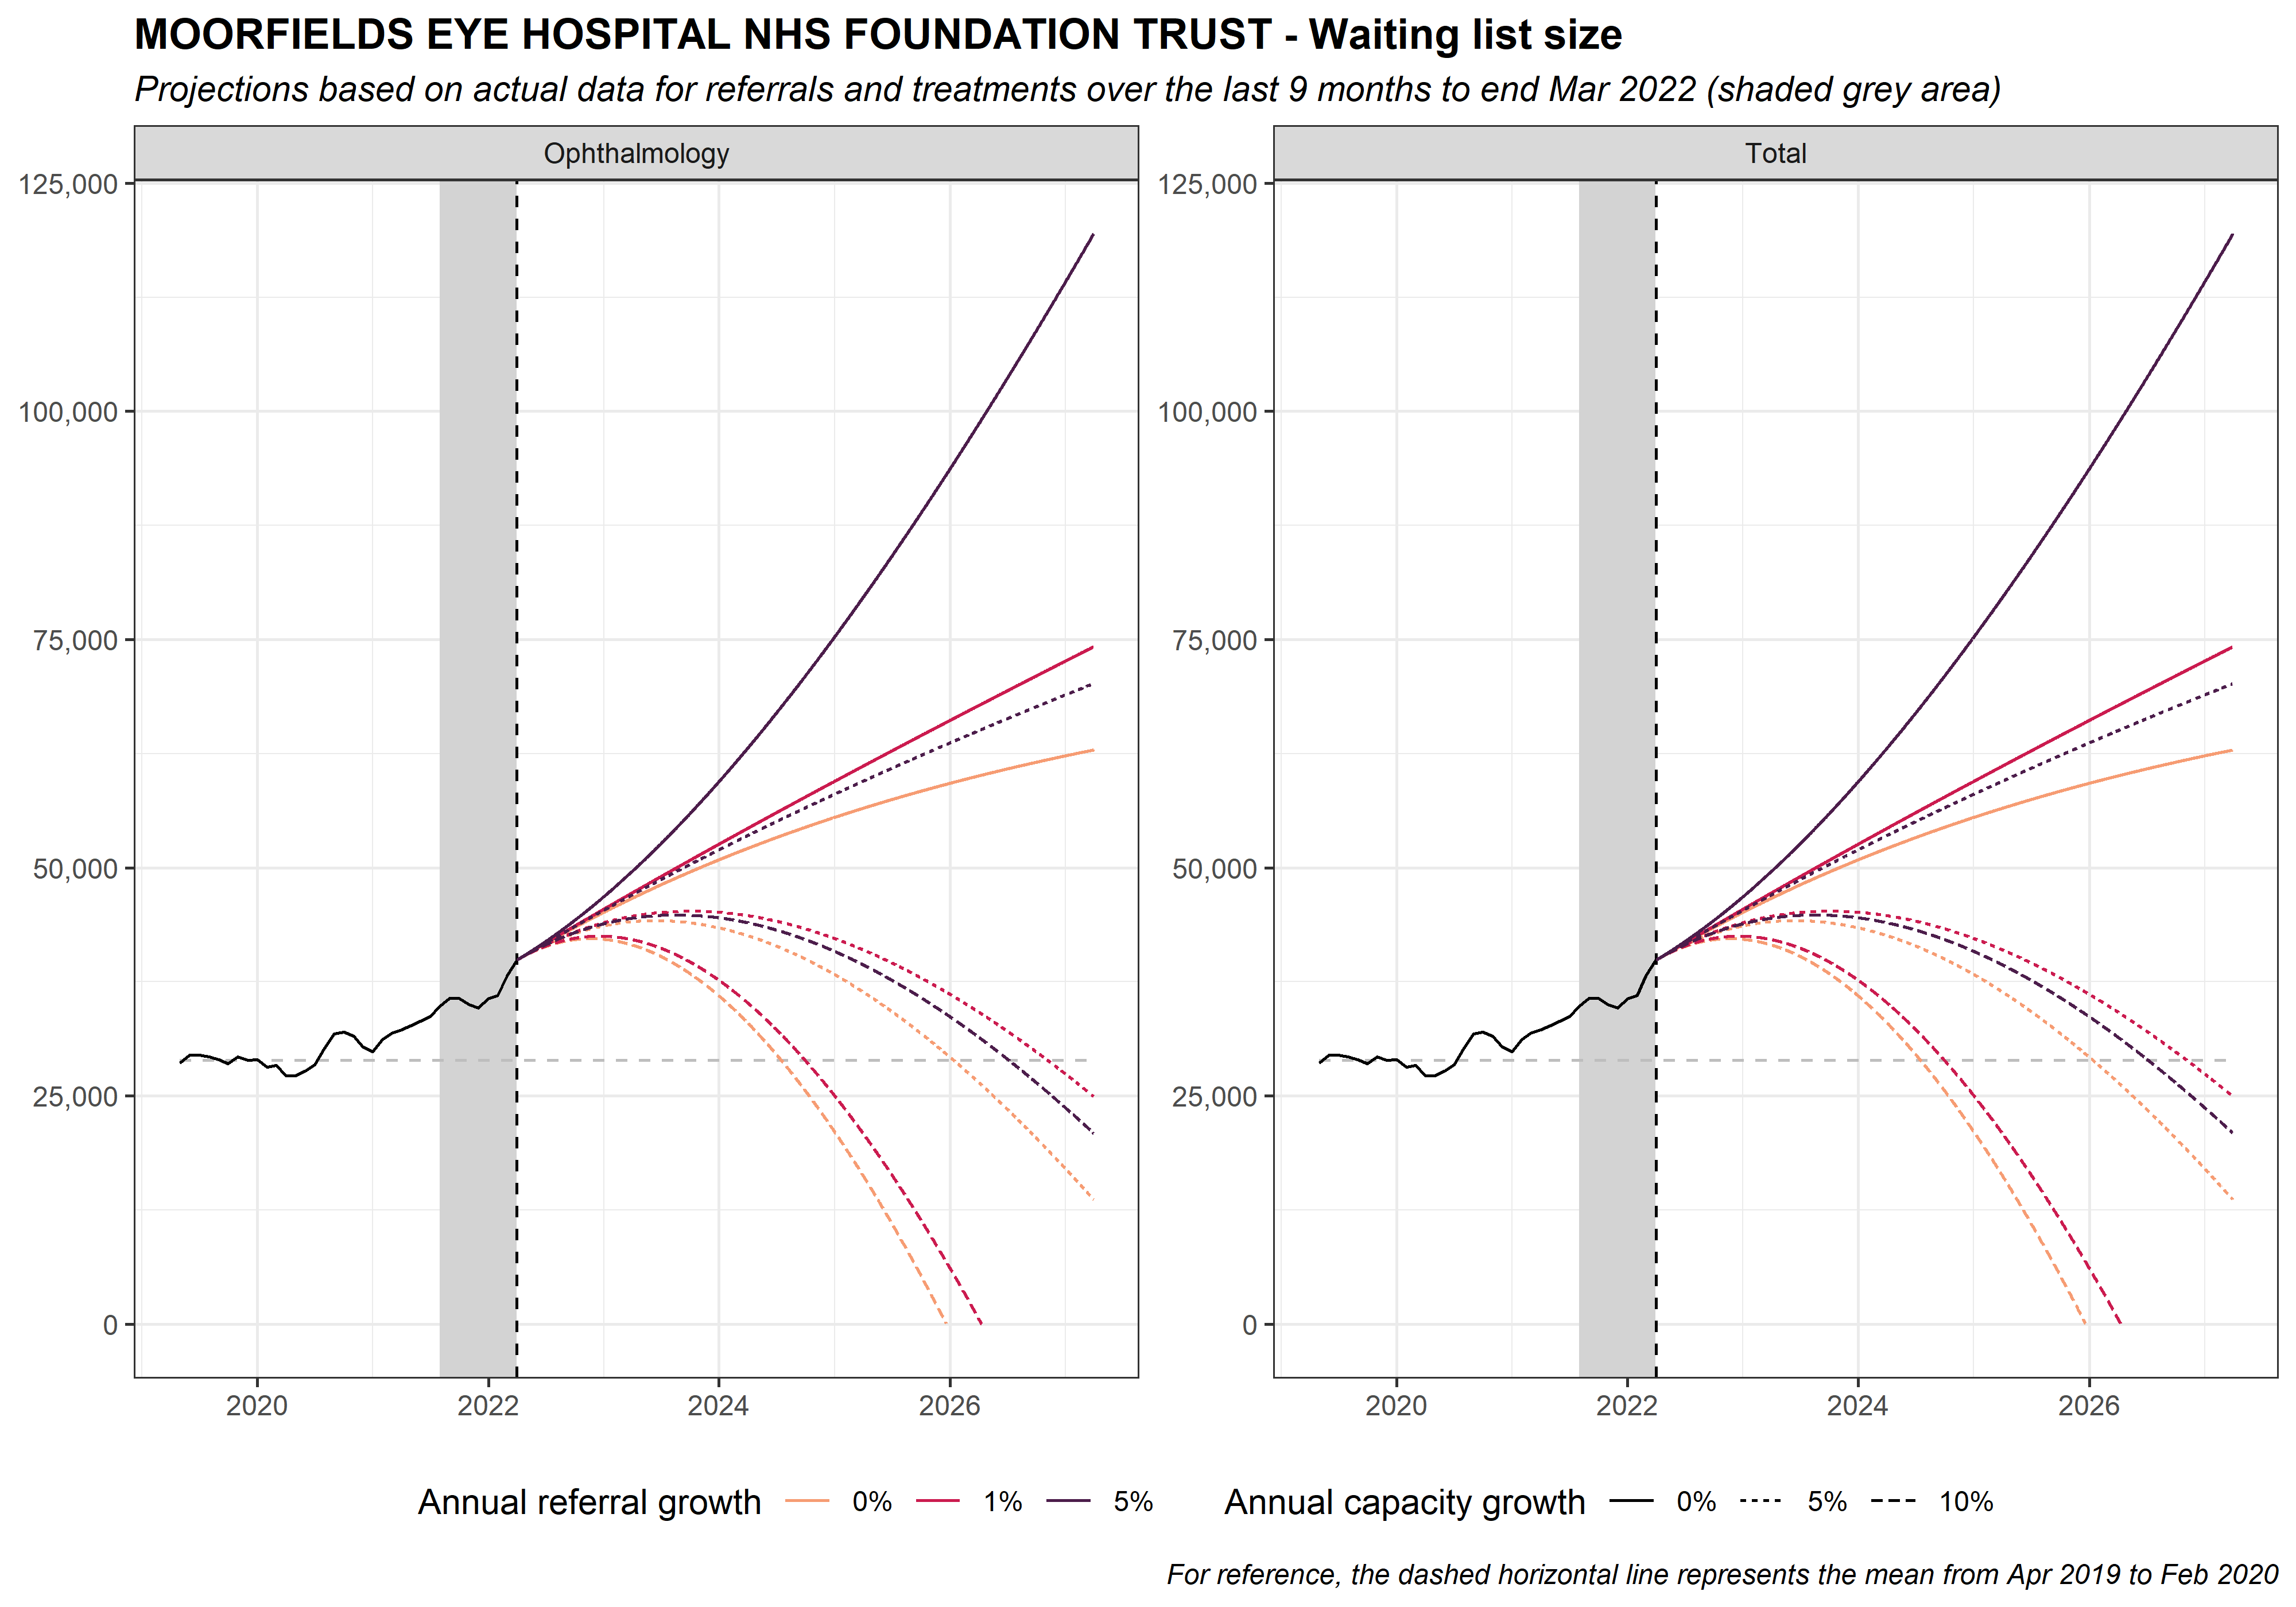 MOORFIELDS EYE HOSPITAL NHS FOUNDATION TRUST - Waiting list size
Projections based on actual data for referrals and treatments over the last 9 months to end Mar 2022 (shaded grey area)
Ophthalmology
125,000
100,000
75,000
50,000
25,000
0
2020 2022 2024 2026
Total
125,000
100,000
75,000
50,000
25,000
0
2020 2022 2024 2026
Annual referral growth 0% 1% 5%
Annual capacity growth 0% 5% 10%
For reference, the dashed horizontal line represents the mean from Apr 2019 to Feb 2020